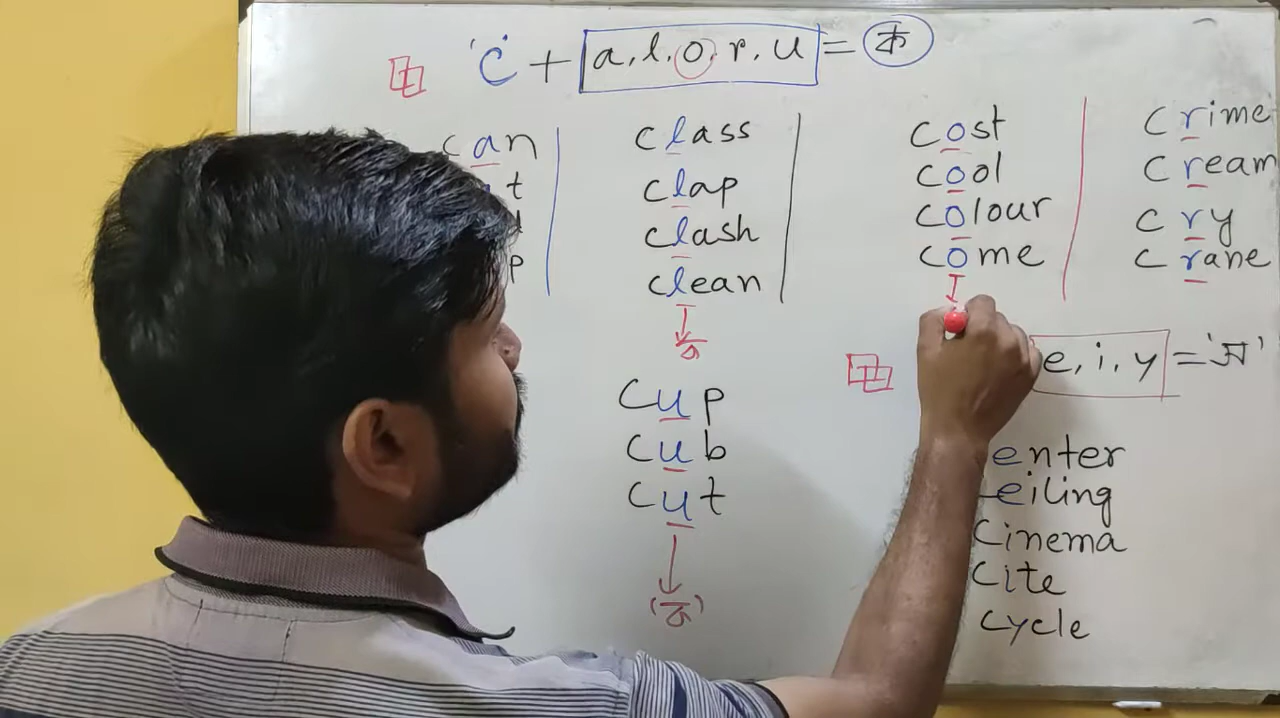 'C' + a, l, o, r, u = ক
can
class
clap
clash
clean
ক
cost
cool
colour
come
crime
cream
cry
crane
cup
cub
cut
(ক)
e, i, y = 'স'
enter
ceiling
cinema
cite
cycle